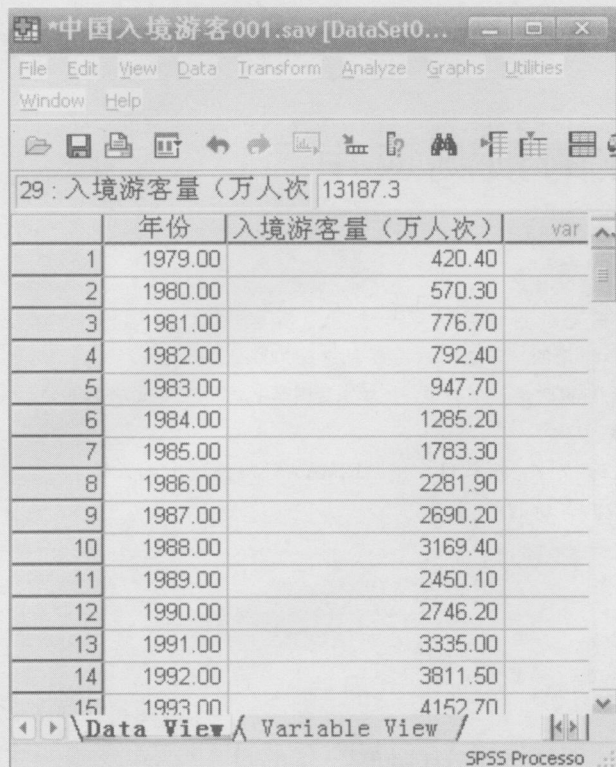 *中国入境游客001.sav [DataSet0...
File Edit View Data Transform Analyze Graphs Utilities
Window Help
29 : 入境游客量（万人次 13187.3
年份 入境游客量（万人次） var
1 1979.00 420.40
2 1980.00 570.30
3 1981.00 776.70
4 1982.00 792.40
5 1983.00 947.70
6 1984.00 1285.20
7 1985.00 1783.30
8 1986.00 2281.90
9 1987.00 2690.20
10 1988.00 3169.40
11 1989.00 2450.10
12 1990.00 2746.20
13 1991.00 3335.00
14 1992.00 3811.50
15 1993.00 4152.70
Data View Variable View
SPSS Processo